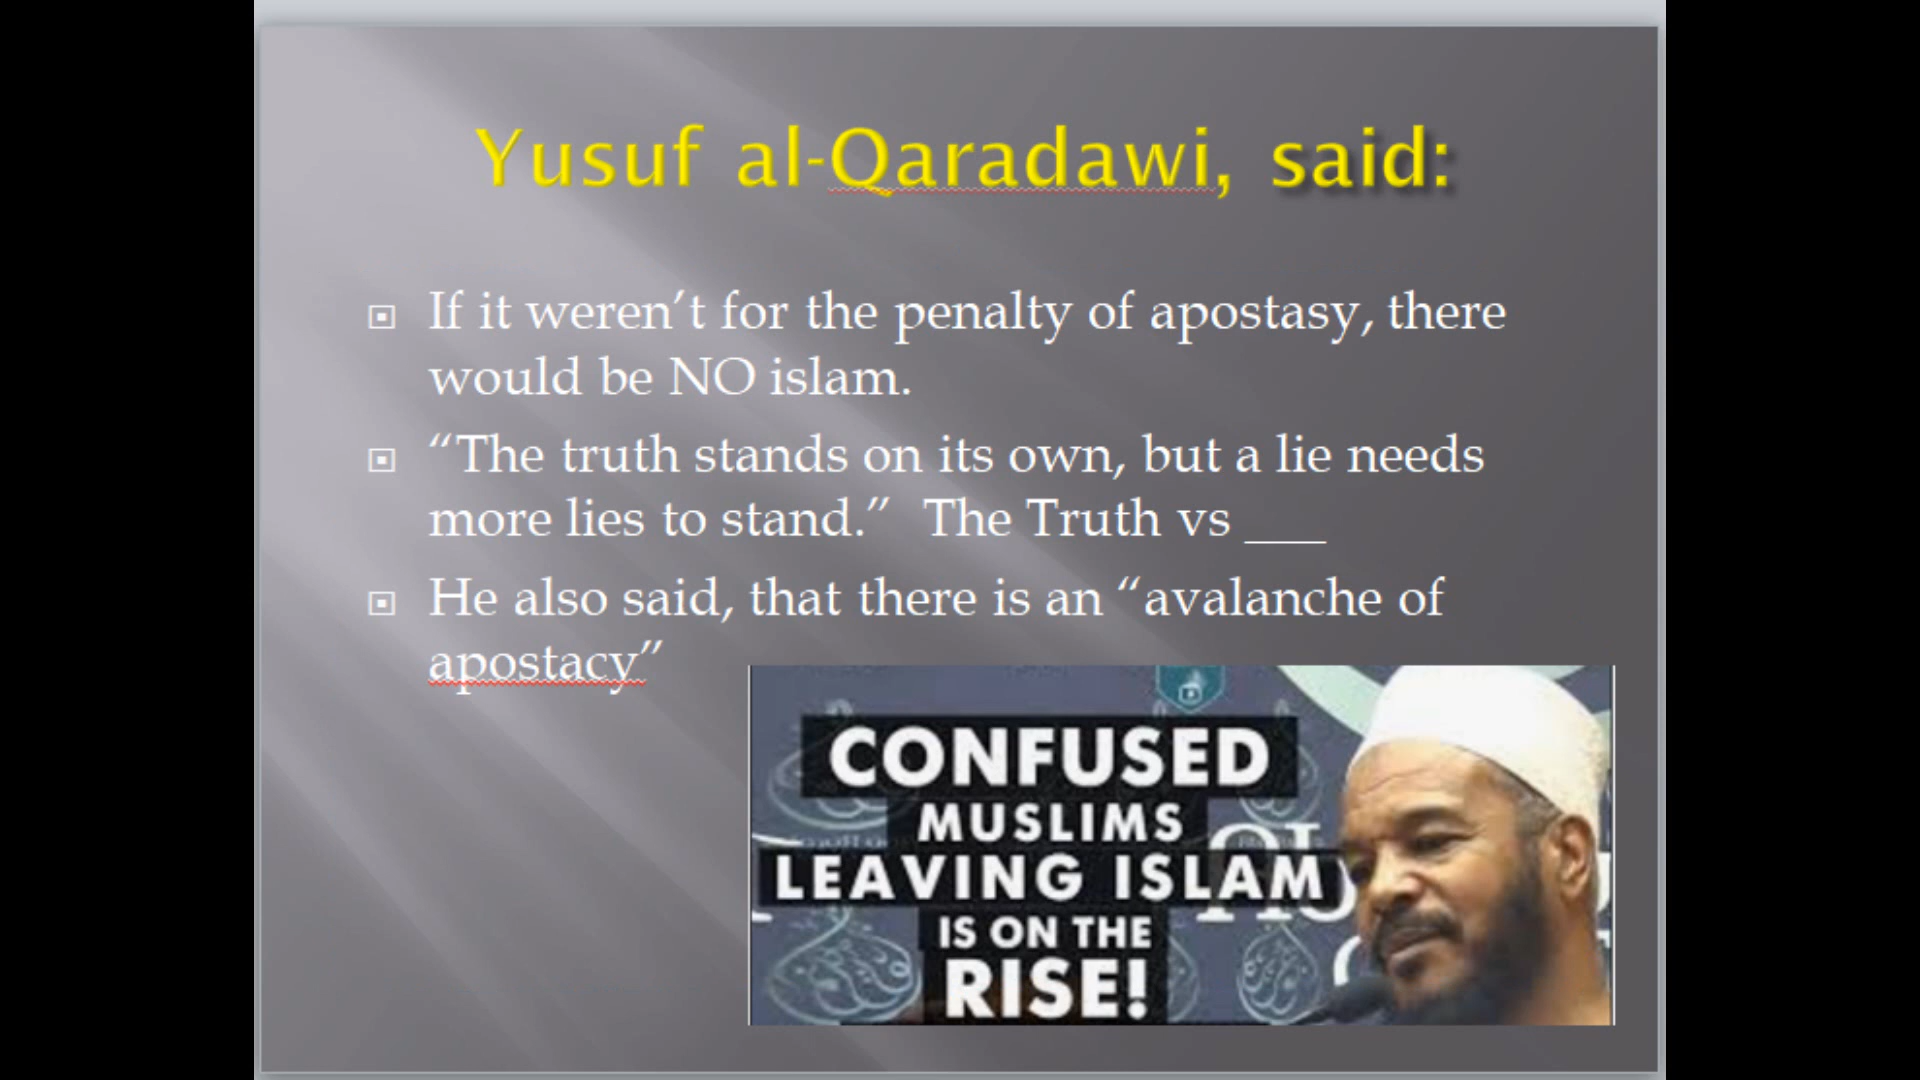 Yusuf al-Qaradawi, said:
If it weren’t for the penalty of apostasy, there
would be NO islam.
“The truth stands on its own, but a lie needs
more lies to stand.”  The Truth vs ___
He also said, that there is an “avalanche of
apostacy”
CONFUSED
MUSLIMS
LEAVING ISLAM
IS ON THE
RISE!